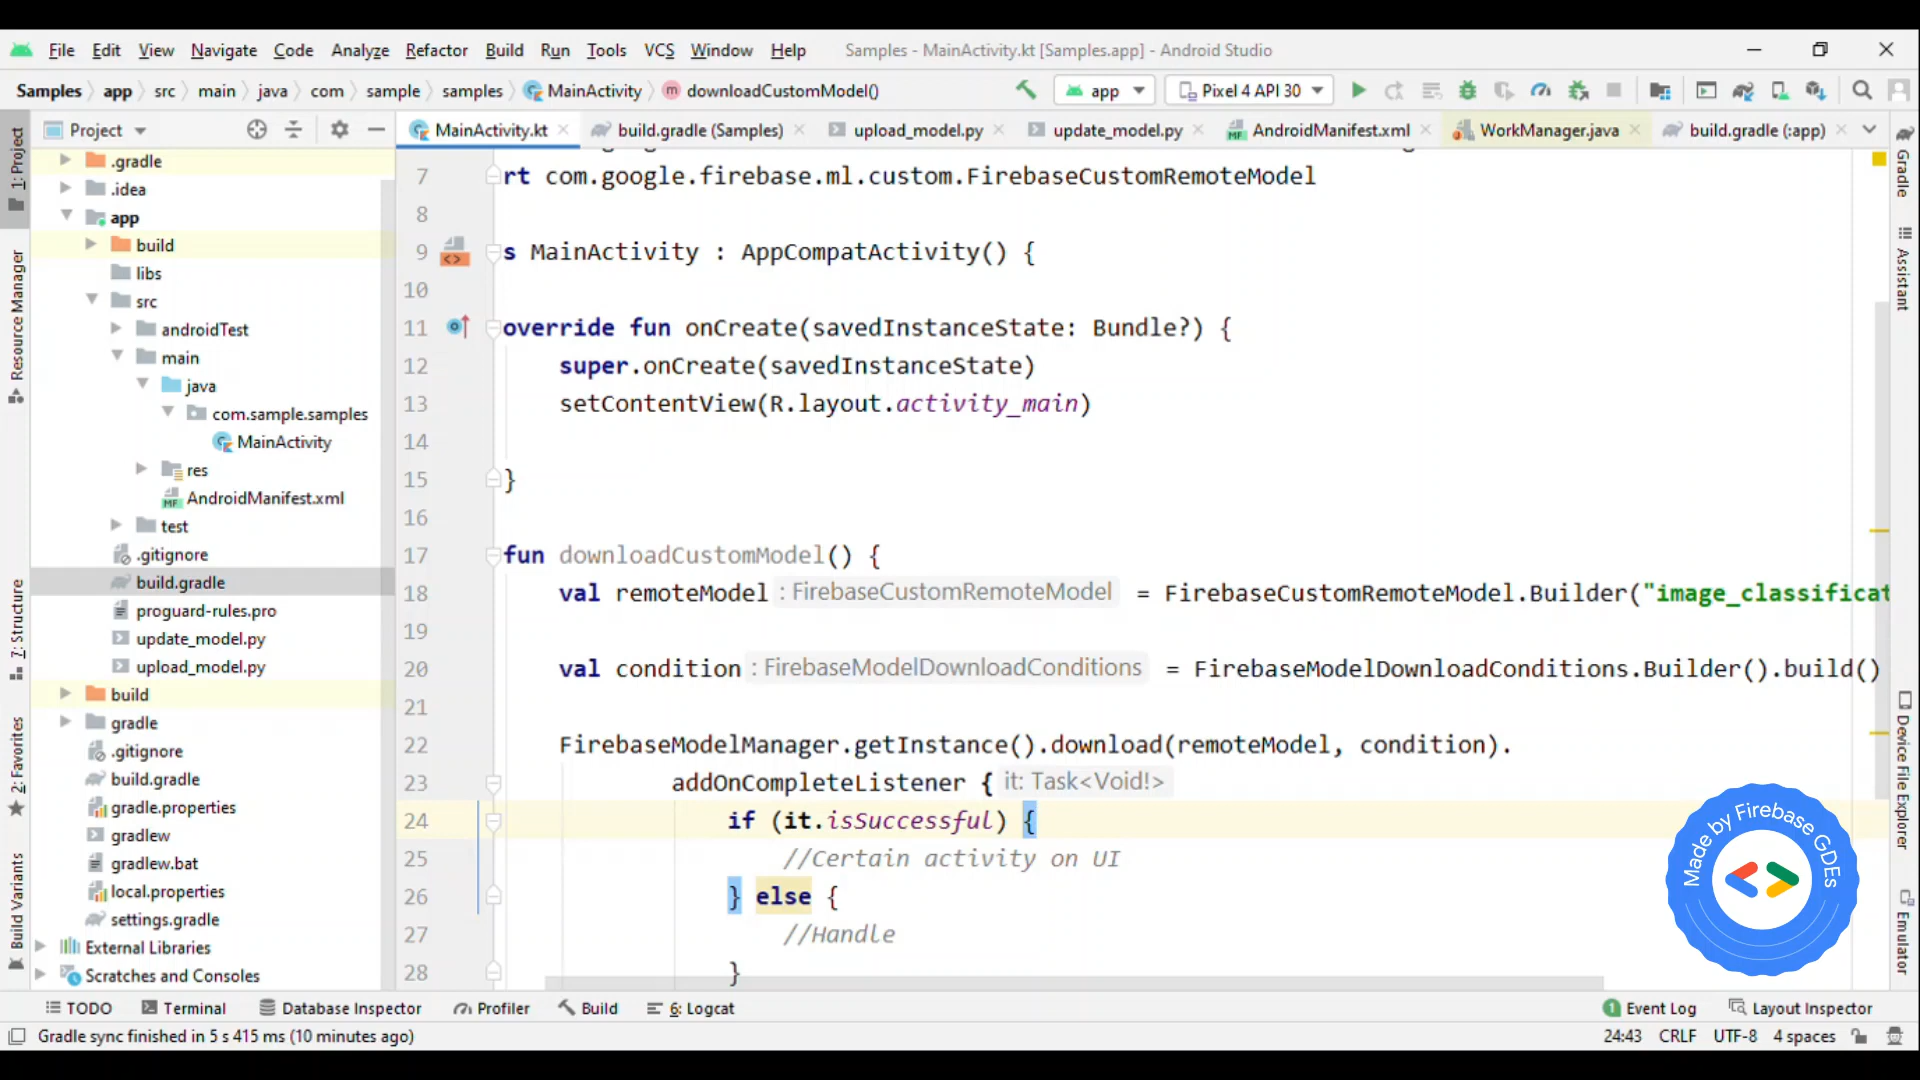 File Edit View Navigate Code Analyze Refactor Build Run Tools VCS Window Help Samples - MainActivity.kt [Samples.app] - Android Studio
Samples app src main java com sample samples MainActivity m downloadCustomModel() app Pixel 4 API 30
Project MainActivity.kt build.gradle (Samples) upload_model.py update_model.py MF AndroidManifest.xml WorkManager.java build.gradle (:app)
1: Project
Resource Manager
7: Structure
2: Favorites
Build Variants
.gradle
.idea
app
build
libs
src
androidTest
main
java
com.sample.samples
MainActivity
res
MF AndroidManifest.xml
test
.gitignore
build.gradle
proguard-rules.pro
update_model.py
upload_model.py
build
gradle
.gitignore
build.gradle
gradle.properties
gradlew
gradlew.bat
local.properties
settings.gradle
External Libraries
Scratches and Consoles
7 rt com.google.firebase.ml.custom.FirebaseCustomRemoteModel
8
9 s MainActivity : AppCompatActivity() {
10
11 override fun onCreate(savedInstanceState: Bundle?) {
12 super.onCreate(savedInstanceState)
13 setContentView(R.layout.activity_main)
14
15 }
16
17 fun downloadCustomModel() {
18 val remoteModel : FirebaseCustomRemoteModel = FirebaseCustomRemoteModel.Builder("image_classificat
19
20 val condition : FirebaseModelDownloadConditions = FirebaseModelDownloadConditions.Builder().build()
21
22 FirebaseModelManager.getInstance().download(remoteModel, condition).
23 addOnCompleteListener { it: Task<Void!>
24 if (it.isSuccessful) {
25 //Certain activity on UI
26 } else {
27 //Handle
28 }
Gradle
Assistant
Device File Explorer
Emulator
Made by Firebase GDEs
TODO Terminal Database Inspector Profiler Build 6: Logcat 1 Event Log Layout Inspector
Gradle sync finished in 5 s 415 ms (10 minutes ago) 24:43 CRLF UTF-8 4 spaces